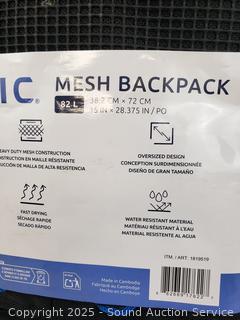 IC® MESH BACKPACK
82 L
38.2 CM × 72 CM
15 IN × 28.375 IN / PO
HEAVY DUTY MESH CONSTRUCTION
CONSTRUCTION EN MAILLE RÉSISTANTE
CONSTRUCCIÓN DE MALLA DE ALTA RESISTENCIA
OVERSIZED DESIGN
CONCEPTION SURDIMENSIONNÉE
DISEÑO DE GRAN TAMAÑO
FAST DRYING
SÉCHAGE RAPIDE
SECADO RÁPIDO
WATER RESISTANT MATERIAL
MATÉRIAU RÉSISTANT À L'EAU
MATERIAL RESISTENTE AL AGUA
ITM. / ART. 1819519
Made in Cambodia
Fabriqué au Cambodge
Hecho en Camboya
© Copyright 2025 - Sound Auction Service